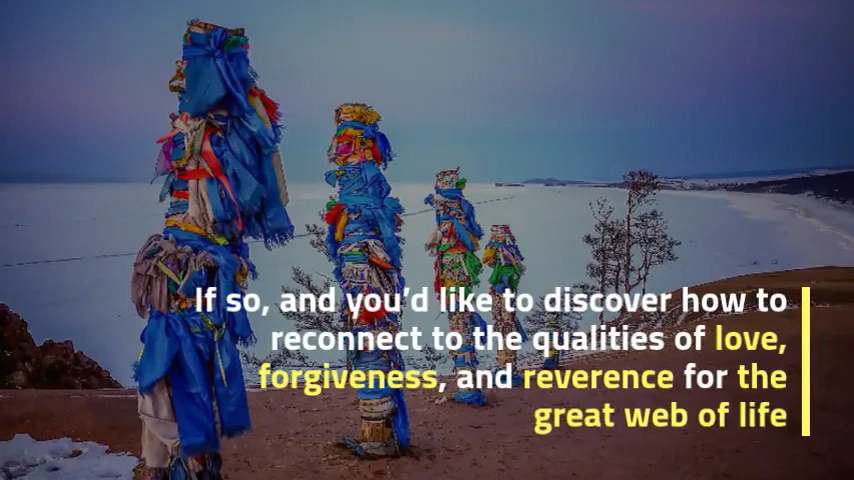 If so, and you’d like to discover how to
reconnect to the qualities of love,
forgiveness, and reverence for the
great web of life